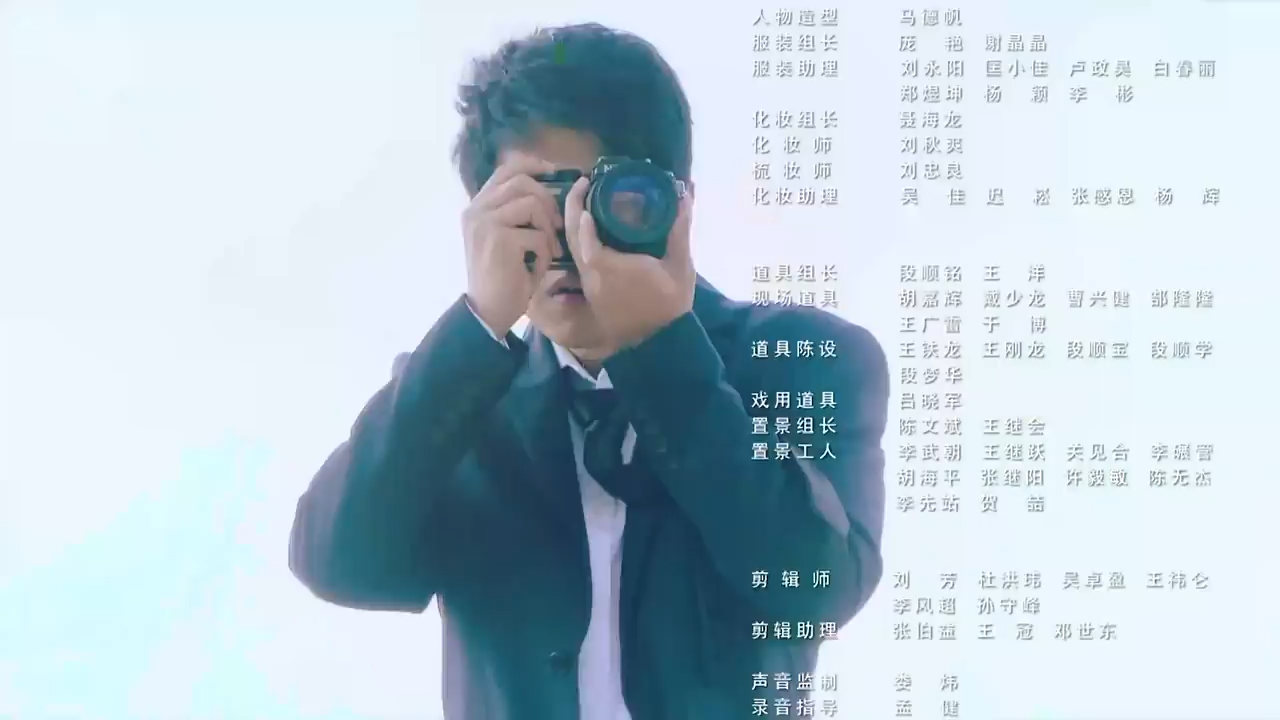 人物造型 马德帆
服装组长 庞艳 谢晶晶
服装助理 刘永阳 匡小佳 卢政昊 白春丽
郑煜坤 杨颖 李彬
化妆组长 聂海龙
化妆师 刘秋爽
梳妆师 刘忠良
化妆助理 吴佳 迟崧 张感恩 杨辉
道具组长 段顺铭 王洋
现场道具 胡嘉辉 戴少龙 曹兴健 郜隆隆
王广雷 于博
道具陈设 王铁龙 王刚龙 段顺宝 段顺学
段梦华
戏用道具 吕晓军
置景组长 陈文斌 王继会
置景工人 李武朝 王继跃 关见合 李辗管
胡海平 张继阳 许毅敏 陈无杰
李先站 贺喆
剪辑师 刘芳 杜洪玮 吴卓盈 王祎仑
李风超 孙守峰
剪辑助理 张伯益 王冠 邓世东
声音监制 娄炜
录音指导 孟健